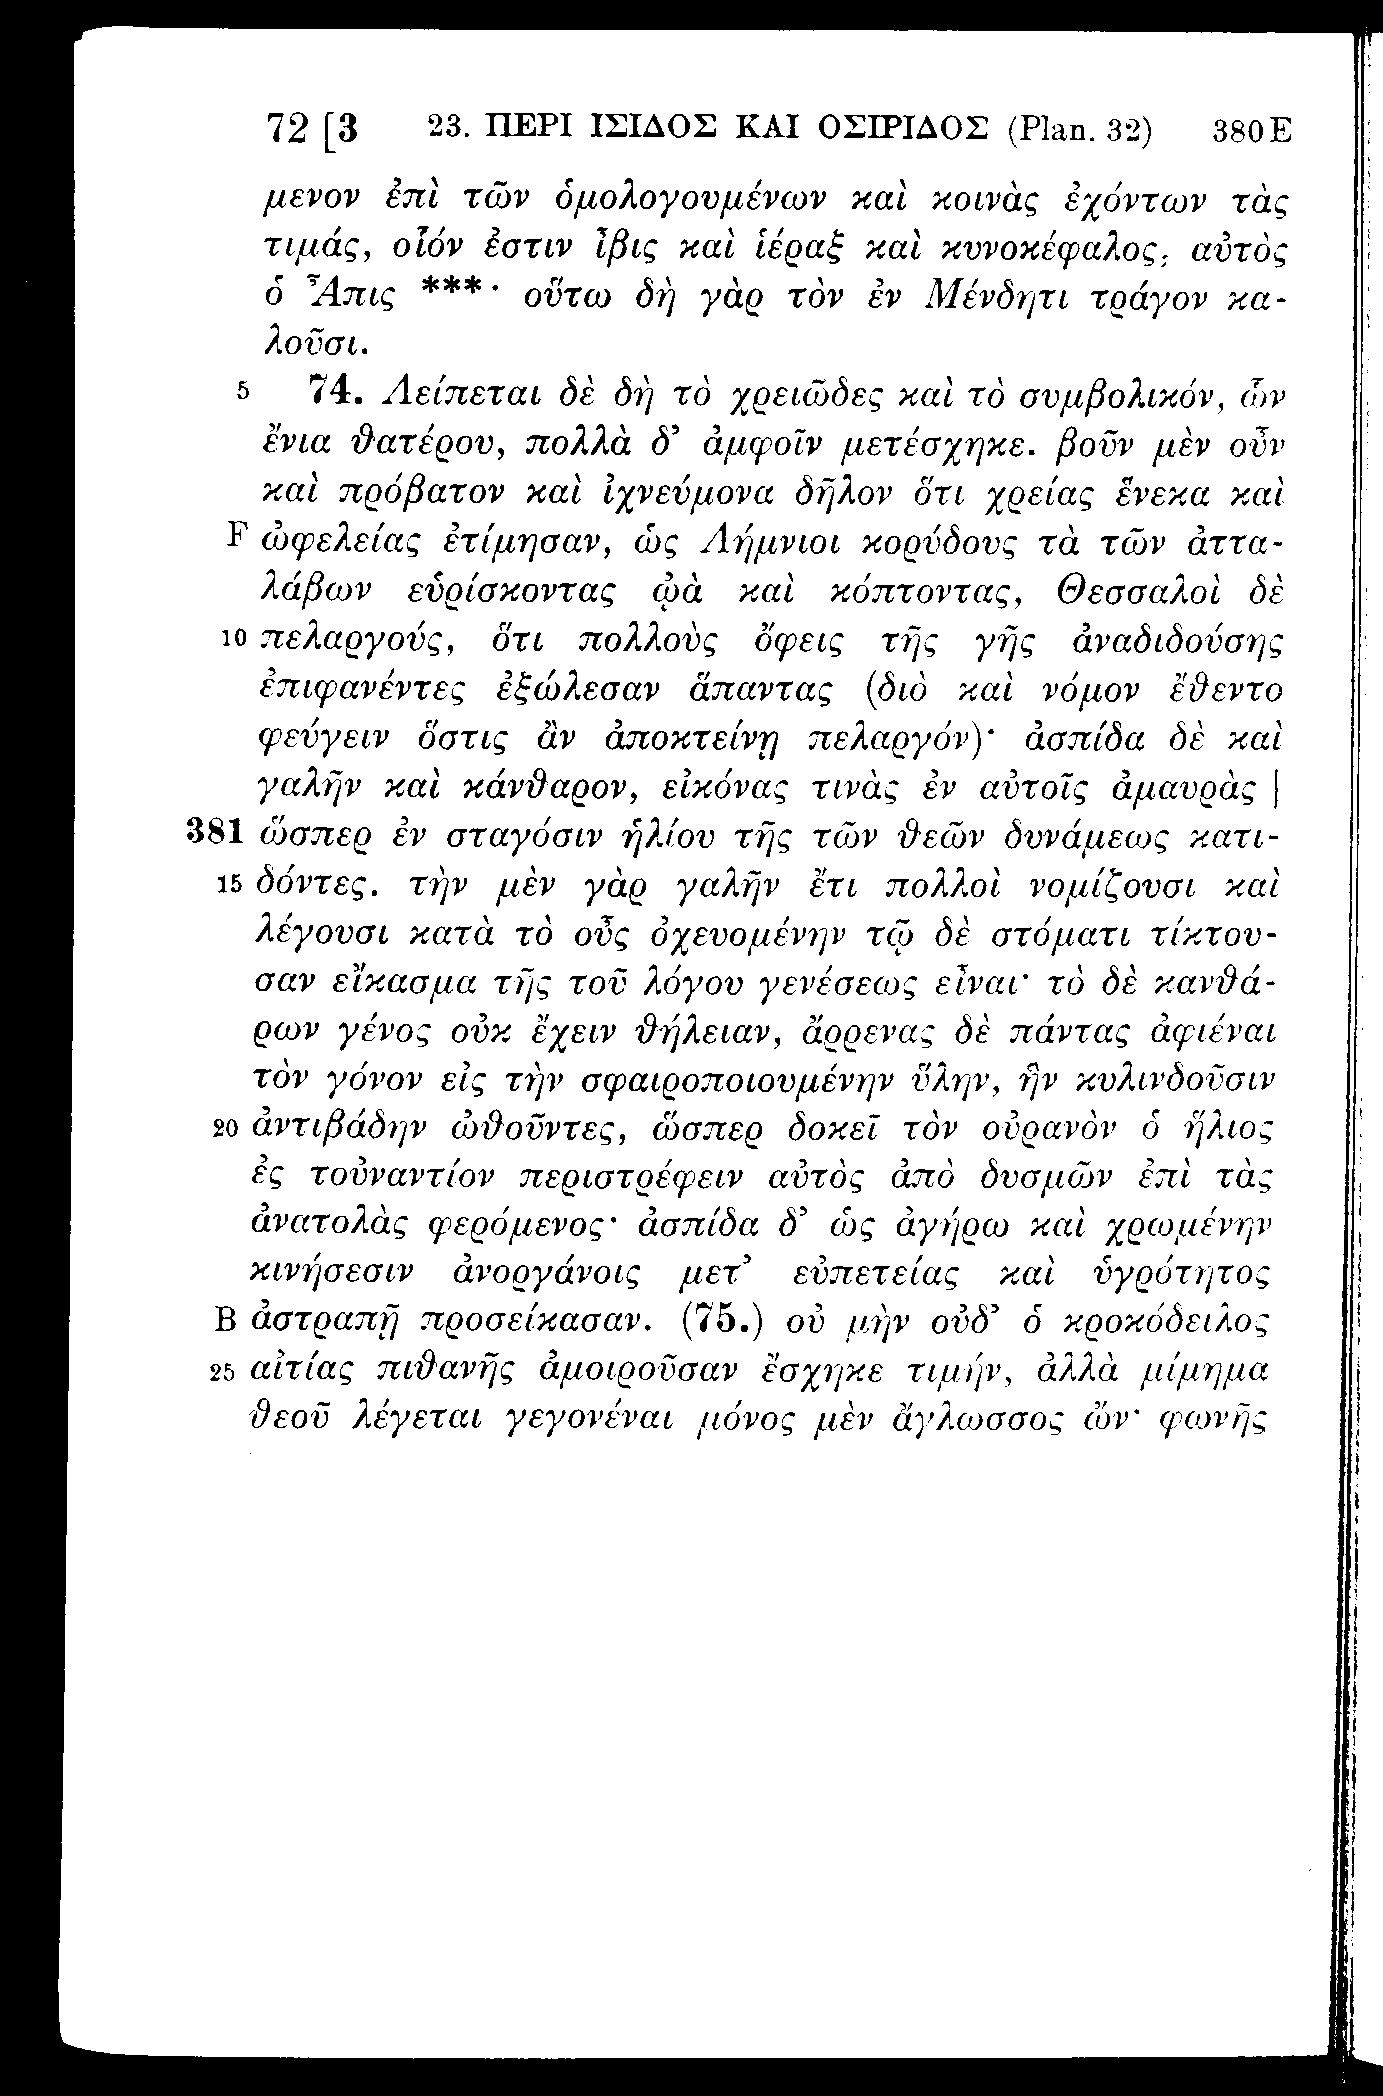 72 [3 23. ΠΕΡΙ ΙΣΙΔΟΣ ΚΑΙ ΟΣΙΡΙΔΟΣ (Plan. 32) 380 E
μενον ἐπὶ τῶν ὁμολογουμένων καὶ κοινὰς ἐχόντων τὰς
τιμάς, οἷόν ἐστιν ἶβις καὶ ἱέραξ καὶ κυνοκέφαλος, αὐτὸς
ὁ Ἆπις ***· οὕτω δὴ γὰρ τὸν ἐν Μένδητι τράγον κα-
λοῦσι.
5 74. Λείπεται δὲ δὴ τὸ χρειῶδες καὶ τὸ συμβολικόν, ὧν
ἔνια θατέρου, πολλὰ δ’ ἀμφοῖν μετέσχηκε. βοῦν μὲν οὖν
καὶ πρόβατον καὶ ἰχνεύμονα δῆλον ὅτι χρείας ἕνεκα καὶ
F ὠφελείας ἐτίμησαν, ὡς Λήμνιοι κορύδους τὰ τῶν ἀττα-
λάβων εὑρίσκοντας ᾠὰ καὶ κόπτοντας, Θεσσαλοὶ δὲ
10 πελαργούς, ὅτι πολλοὺς ὄφεις τῆς γῆς ἀναδιδούσης
ἐπιφανέντες ἐξώλεσαν ἅπαντας (διὸ καὶ νόμον ἔθεντο
φεύγειν ὅστις ἂν ἀποκτείνῃ πελαργόν)· ἀσπίδα δὲ καὶ
γαλῆν καὶ κάνθαρον, εἰκόνας τινὰς ἐν αὐτοῖς ἀμαυρὰς |
381 ὥσπερ ἐν σταγόσιν ἡλίου τῆς τῶν θεῶν δυνάμεως κατι-
15 δόντες. τὴν μὲν γὰρ γαλῆν ἔτι πολλοὶ νομίζουσι καὶ
λέγουσι κατὰ τὸ οὖς ὀχευομένην τῷ δὲ στόματι τίκτου-
σαν εἴκασμα τῆς τοῦ λόγου γενέσεως εἶναι· τὸ δὲ κανθά-
ρων γένος οὐκ ἔχειν θήλειαν, ἄρρενας δὲ πάντας ἀφιέναι
τὸν γόνον εἰς τὴν σφαιροποιουμένην ὕλην, ἣν κυλινδοῦσιν
20 ἀντιβάδην ὠθοῦντες, ὥσπερ δοκεῖ τὸν οὐρανὸν ὁ ἥλιος
ἐς τοὐναντίον περιστρέφειν αὐτὸς ἀπὸ δυσμῶν ἐπὶ τὰς
ἀνατολὰς φερόμενος· ἀσπίδα δ’ ὡς ἀγήρω καὶ χρωμένην
κινήσεσιν ἀνοργάνοις μετ’ εὐπετείας καὶ ὑγρότητος
B ἀστραπῇ προσείκασαν. (75.) οὐ μὴν οὐδ’ ὁ κροκόδειλος
25 αἰτίας πιθανῆς ἀμοιροῦσαν ἔσχηκε τιμήν, ἀλλὰ μίμημα
θεοῦ λέγεται γεγονέναι μόνος μὲν ἄγλωσσος ὤν· φωνῆς